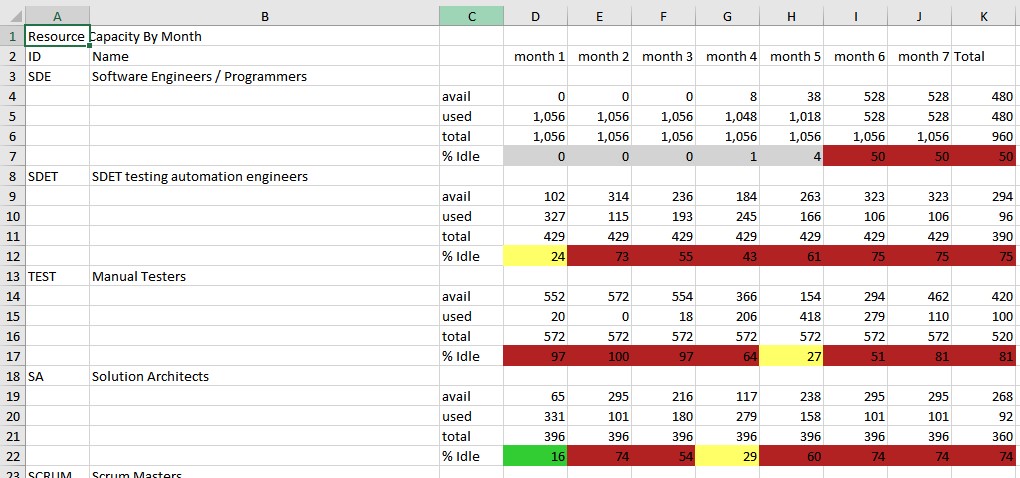 A B C D E F G H I J K
1 Resource Capacity By Month
2 ID Name month 1 month 2 month 3 month 4 month 5 month 6 month 7 Total
3 SDE Software Engineers / Programmers
4 avail 0 0 0 8 38 528 528 480
5 used 1,056 1,056 1,056 1,048 1,018 528 528 480
6 total 1,056 1,056 1,056 1,056 1,056 1,056 1,056 960
7 % Idle 0 0 0 1 4 50 50 50
8 SDET SDET testing automation engineers
9 avail 102 314 236 184 263 323 323 294
10 used 327 115 193 245 166 106 106 96
11 total 429 429 429 429 429 429 429 390
12 % Idle 24 73 55 43 61 75 75 75
13 TEST Manual Testers
14 avail 552 572 554 366 154 294 462 420
15 used 20 0 18 206 418 279 110 100
16 total 572 572 572 572 572 572 572 520
17 % Idle 97 100 97 64 27 51 81 81
18 SA Solution Architects
19 avail 65 295 216 117 238 295 295 268
20 used 331 101 180 279 158 101 101 92
21 total 396 396 396 396 396 396 396 360
22 % Idle 16 74 54 29 60 74 74 74
23 SCRUM Scrum Masters